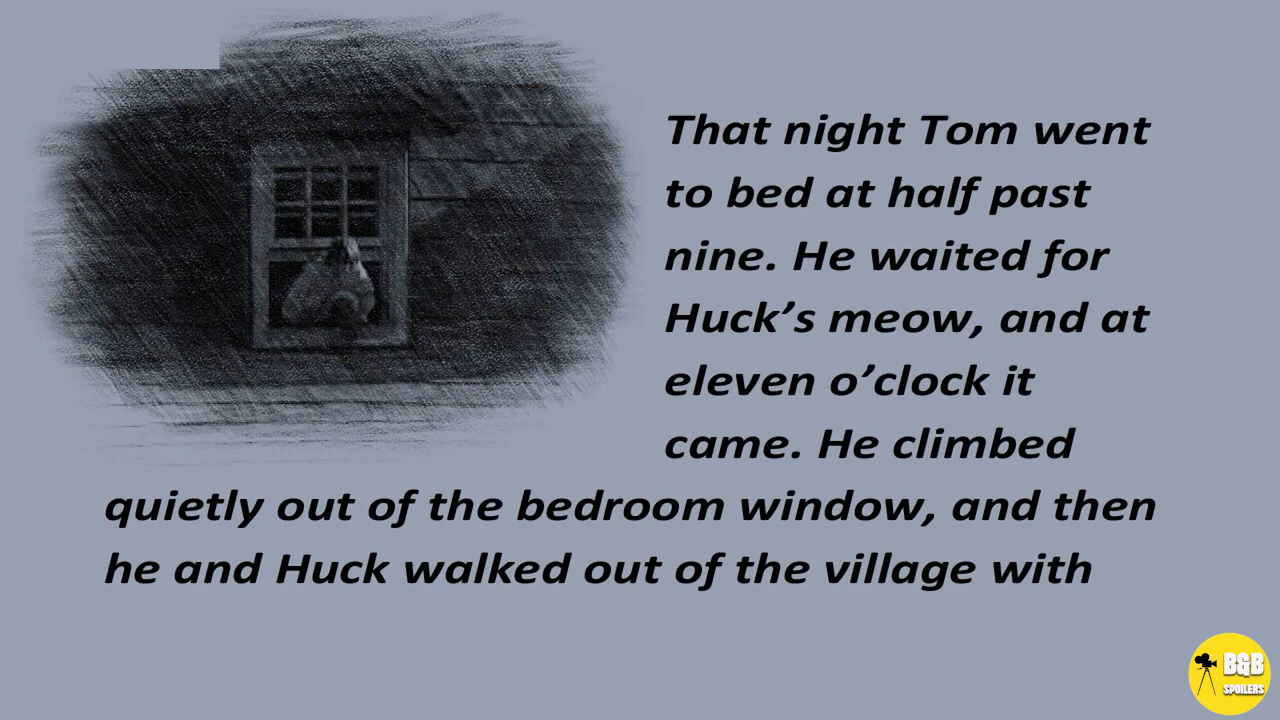 That night Tom went
to bed at half past
nine. He waited for
Huck’s meow, and at
eleven o’clock it
came. He climbed
quietly out of the bedroom window, and then
he and Huck walked out of the village with
B&B
SPOILERS